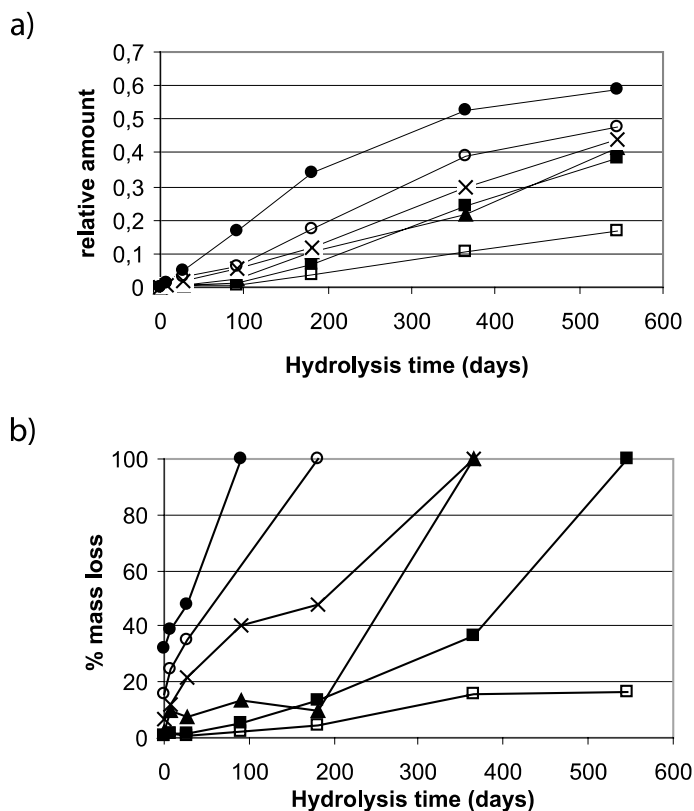 a)
0,7
0,6
0,5
0,4
0,3
0,2
0,1
0
relative amount
0 100 200 300 400 500 600
Hydrolysis time (days)
b)
100
80
60
40
20
0
% mass loss
0 100 200 300 400 500 600
Hydrolysis time (days)